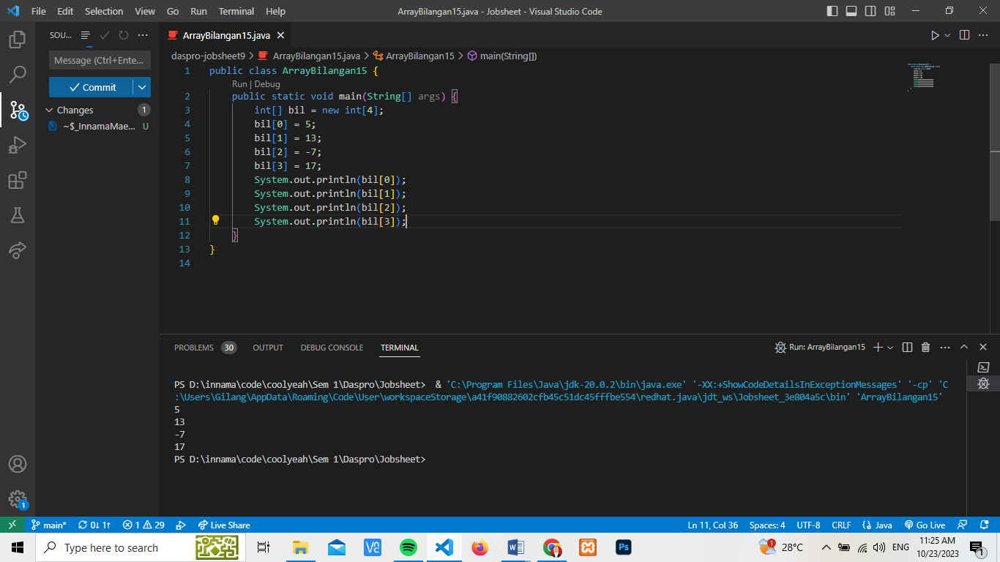 File Edit Selection View Go Run Terminal Help
ArrayBilangan15.java - Jobsheet - Visual Studio Code
SOU...
ArrayBilangan15.java
Message (Ctrl+Ente...
Commit
Changes 1
~$_InnamaMae... U
daspro-jobsheet9 > ArrayBilangan15.java > ArrayBilangan15 > main(String[])
1 public class ArrayBilangan15 {
Run | Debug
2 public static void main(String[] args) {
3 int[] bil = new int[4];
4 bil[0] = 5;
5 bil[1] = 13;
6 bil[2] = -7;
7 bil[3] = 17;
8 System.out.println(bil[0]);
9 System.out.println(bil[1]);
10 System.out.println(bil[2]);
11 System.out.println(bil[3]);
12 }
13 }
14
PROBLEMS 30 OUTPUT DEBUG CONSOLE TERMINAL
Run: ArrayBilangan15
PS D:\innama\code\coolyeah\Sem 1\Daspro\Jobsheet> & 'C:\Program Files\Java\jdk-20.0.2\bin\java.exe' '-XX:+ShowCodeDetailsInExceptionMessages' '-cp' 'C
:\Users\Gilang\AppData\Roaming\Code\User\workspaceStorage\a41f90882602cfb45c51dc45fffbe554\redhat.java\jdt_ws\Jobsheet_3e804a5c\bin' 'ArrayBilangan15'
5
13
-7
17
PS D:\innama\code\coolyeah\Sem 1\Daspro\Jobsheet>
1
main* 0↓ 1↑ 1 29 Live Share
Ln 11, Col 36 Spaces: 4 UTF-8 CRLF {} Java Go Live
Type here to search
Ps
1
28°C
ENG
11:25 AM
10/23/2023
1